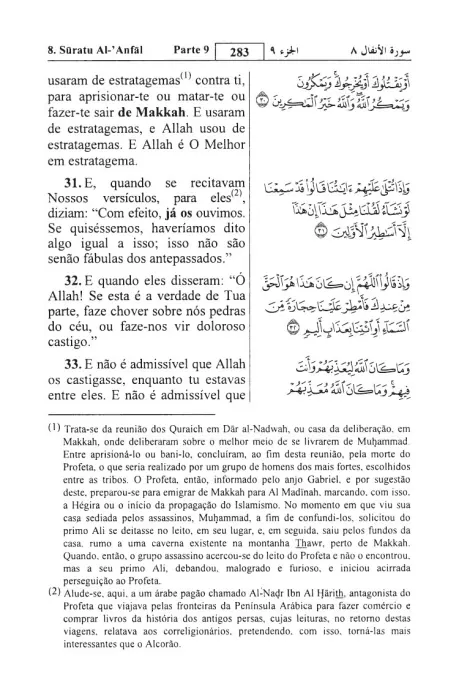 8. Sūratu Al-’Anfāl Parte 9 283 الجزء ٩ سورة الأنفال ٨
usaram de estratagemas(1) contra ti,
para aprisionar-te ou matar-te ou
fazer-te sair de Makkah. E usaram
de estratagemas, e Allah usou de
estratagemas. E Allah é O Melhor
em estratagema.
أَوْ يَقْتُلُوكَ أَوْ يُخْرِجُوكَ وَيَمْكُرُونَ
وَيَمْكُرُ ٱللَّهُ وَٱللَّهُ خَيْرُ ٱلْمَٰكِرِينَ ٣٠
31. E, quando se recitavam
Nossos versículos, para eles(2),
diziam: “Com efeito, já os ouvimos.
Se quiséssemos, haveríamos dito
algo igual a isso; isso não são
senão fábulas dos antepassados.”
وَإِذَا تُتْلَىٰ عَلَيْهِمْ ءَايَٰتُنَا قَالُوا۟ قَدْ سَمِعْنَا
لَوْ نَشَآءُ لَقُلْنَا مِثْلَ هَٰذَآ إِنْ هَٰذَآ
إِلَّآ أَسَٰطِيرُ ٱلْأَوَّلِينَ ٣١
32. E quando eles disseram: “Ó
Allah! Se esta é a verdade de Tua
parte, faze chover sobre nós pedras
do céu, ou faze-nos vir doloroso
castigo.”
وَإِذْ قَالُوا۟ ٱللَّهُمَّ إِن كَانَ هَٰذَا هُوَ ٱلْحَقَّ
مِنْ عِندِكَ فَأَمْطِرْ عَلَيْنَا حِجَارَةً مِّنَ
ٱلسَّمَآءِ أَوِ ٱئْتِنَا بِعَذَابٍ أَلِيمٍ ٣٢
33. E não é admissível que Allah
os castigasse, enquanto tu estavas
entre eles. E não é admissível que
وَمَا كَانَ ٱللَّهُ لِيُعَذِّبَهُمْ وَأَنتَ
فِيهِمْ وَمَا كَانَ ٱللَّهُ مُعَذِّبَهُمْ
(1) Trata-se da reunião dos Quraich em Dār al-Nadwah, ou casa da deliberação, em
Makkah, onde deliberaram sobre o melhor meio de se livrarem de Muḥammad.
Entre aprisioná-lo ou bani-lo, concluíram, ao fim desta reunião, pela morte do
Profeta, o que seria realizado por um grupo de homens dos mais fortes, escolhidos
entre as tribos. O Profeta, então, informado pelo anjo Gabriel, e por sugestão
deste, preparou-se para emigrar de Makkah para Al Madīnah, marcando, com isso,
a Hégira ou o início da propagação do Islamismo. No momento em que viu sua
casa sediada pelos assassinos, Muḥammad, a fim de confundi-los, solicitou do
primo Ali se deitasse no leito, em seu lugar, e, em seguida, saiu pelos fundos da
casa, rumo a uma caverna existente na montanha Thawr, perto de Makkah.
Quando, então, o grupo assassino acercou-se do leito do Profeta e não o encontrou,
mas a seu primo Ali, debandou, malogrado e furioso, e iniciou acirrada
perseguição ao Profeta.
(2) Alude-se, aqui, a um árabe pagão chamado Al-Naḍr Ibn Al Ḥārith, antagonista do
Profeta que viajava pelas fronteiras da Península Arábica para fazer comércio e
comprar livros da história dos antigos persas, cujas leituras, no retorno destas
viagens, relatava aos correligionários, pretendendo, com isso, torná-las mais
interessantes que o Alcorão.